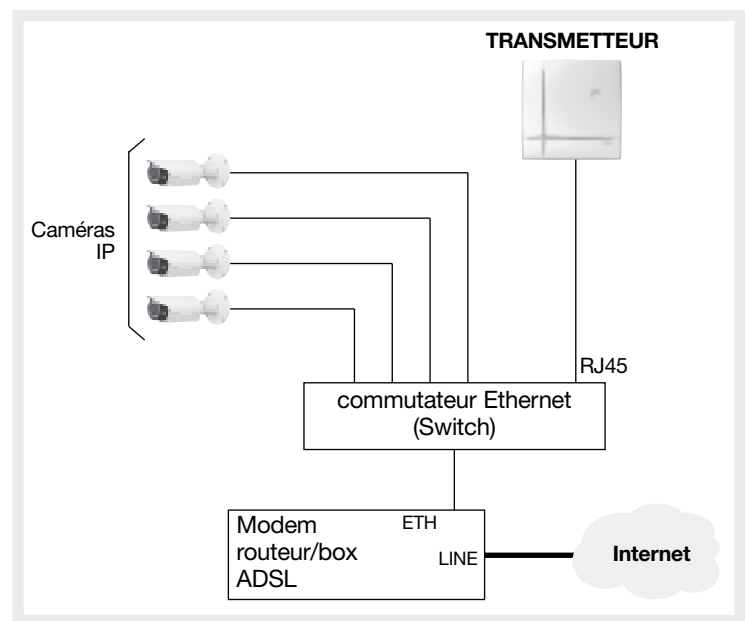 TRANSMETTEUR
Caméras
IP
RJ45
commutateur Ethernet
(Switch)
Modem
routeur/box
ADSL
ETH
LINE
Internet